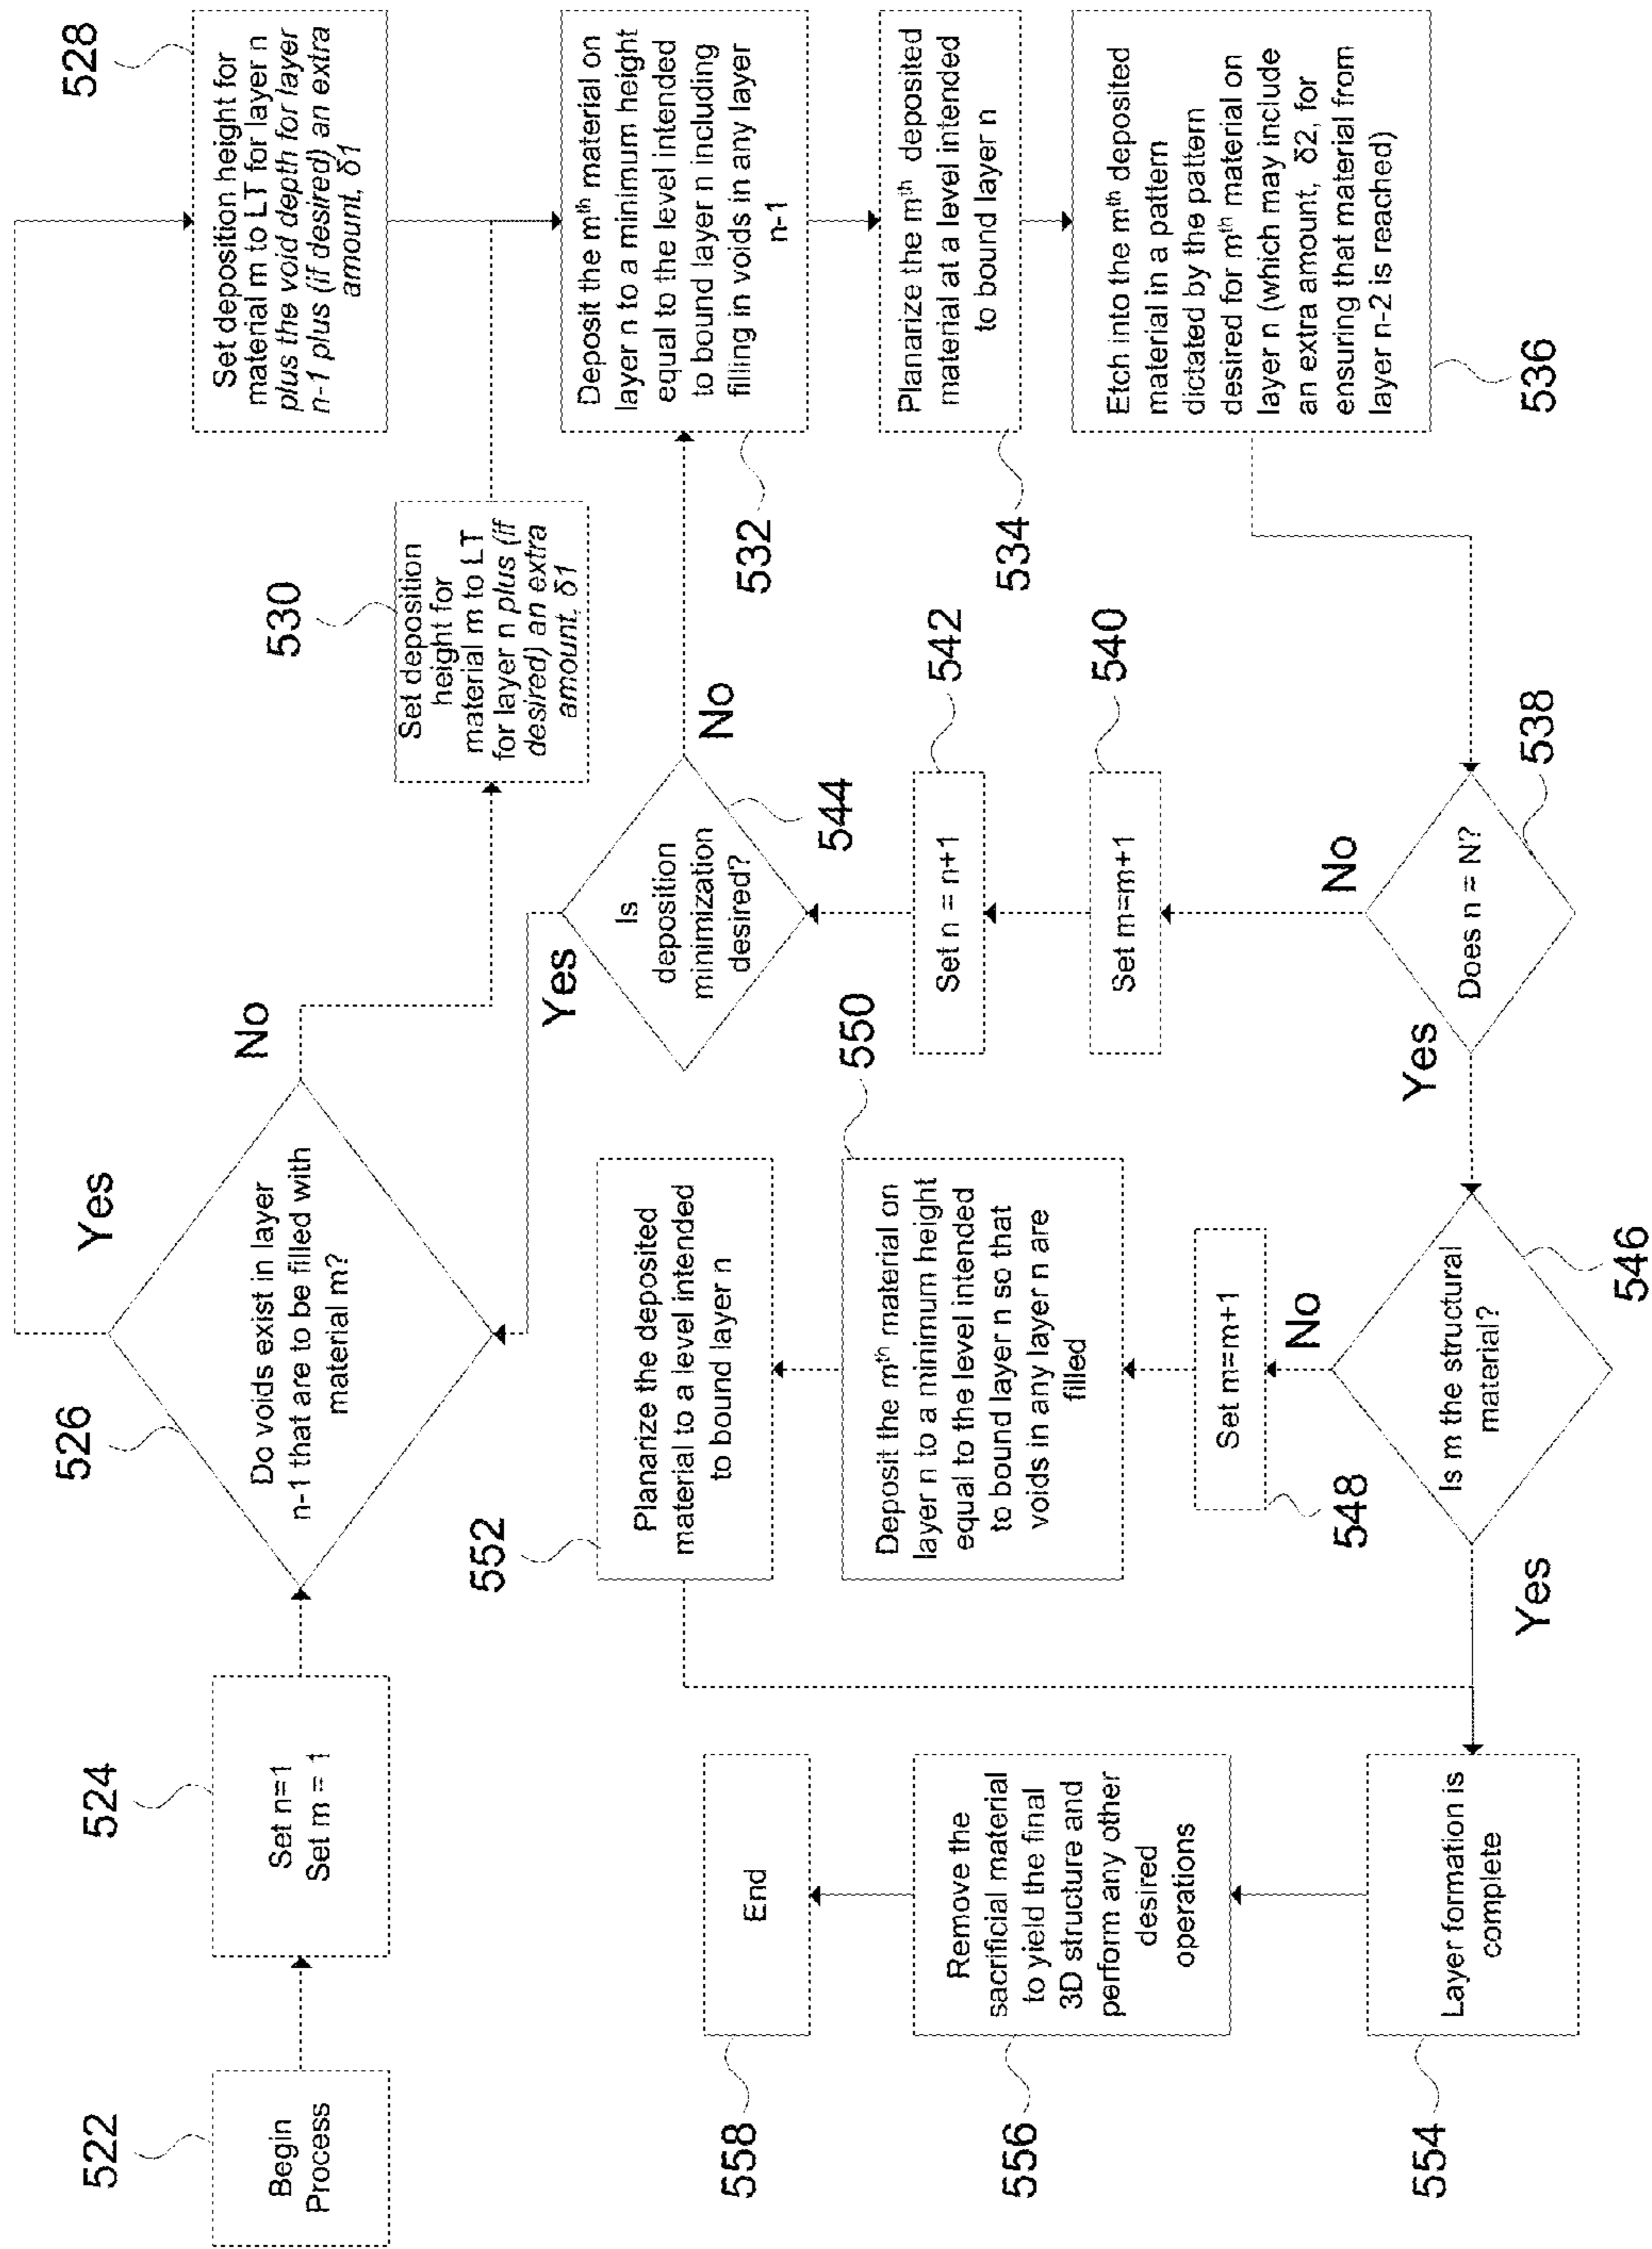 522
Begin
Process
524
Set n=1
Set m = 1
526
Do voids exist in layer
n-1 that are to be filled with
material m?
Yes
No
528
Set deposition height for
material m to LT for layer n
plus the void depth for layer
n-1 plus (if desired) an extra
amount, δ1
530
Set deposition
height for
material m to LT
for layer n plus (if
desired) an extra
amount, δ1
Deposit the mth material on
layer n to a minimum height
equal to the level intended
to bound layer n including
filling in voids in any layer
n-1
532
Planarize the mth deposited
material at a level intended
to bound layer n
534
Etch into the mth deposited
material in a pattern
dictated by the pattern
desired for mth material on
layer n (which may include
an extra amount, δ2, for
ensuring that material from
layer n-2 is reached)
536
Yes
Is
deposition
minimization
desired?
No
544
Set n = n+1
542
Set m=m+1
540
No
Does n = N?
538
Yes
552
Planarize the deposited
material to a level intended
to bound layer n
550
Deposit the mth material on
layer n to a minimum height
equal to the level intended
to bound layer n so that
voids in any layer n are
filled
Set m=m+1
548
No
Is m the structural
material?
546
Yes
558
End
556
Remove the
sacrificial material
to yield the final
3D structure and
perform any other
desired
operations
554
Layer formation is
complete